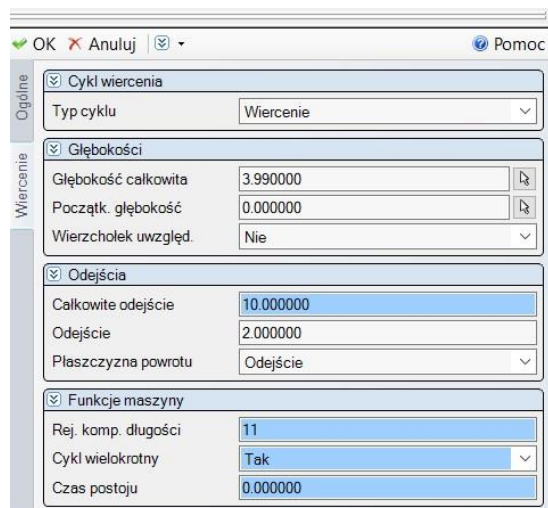 OK Anuluj Pomoc
Ogólne
Wiercenie
Cykl wiercenia
Typ cyklu Wiercenie
Głębokości
Głębokość całkowita 3.990000
Początk. głębokość 0.000000
Wierzchołek uwzględ. Nie
Odejścia
Całkowite odejście 10.000000
Odejście 2.000000
Płaszczyzna powrotu Odejście
Funkcje maszyny
Rej. komp. długości 11
Cykl wielokrotny Tak
Czas postoju 0.000000